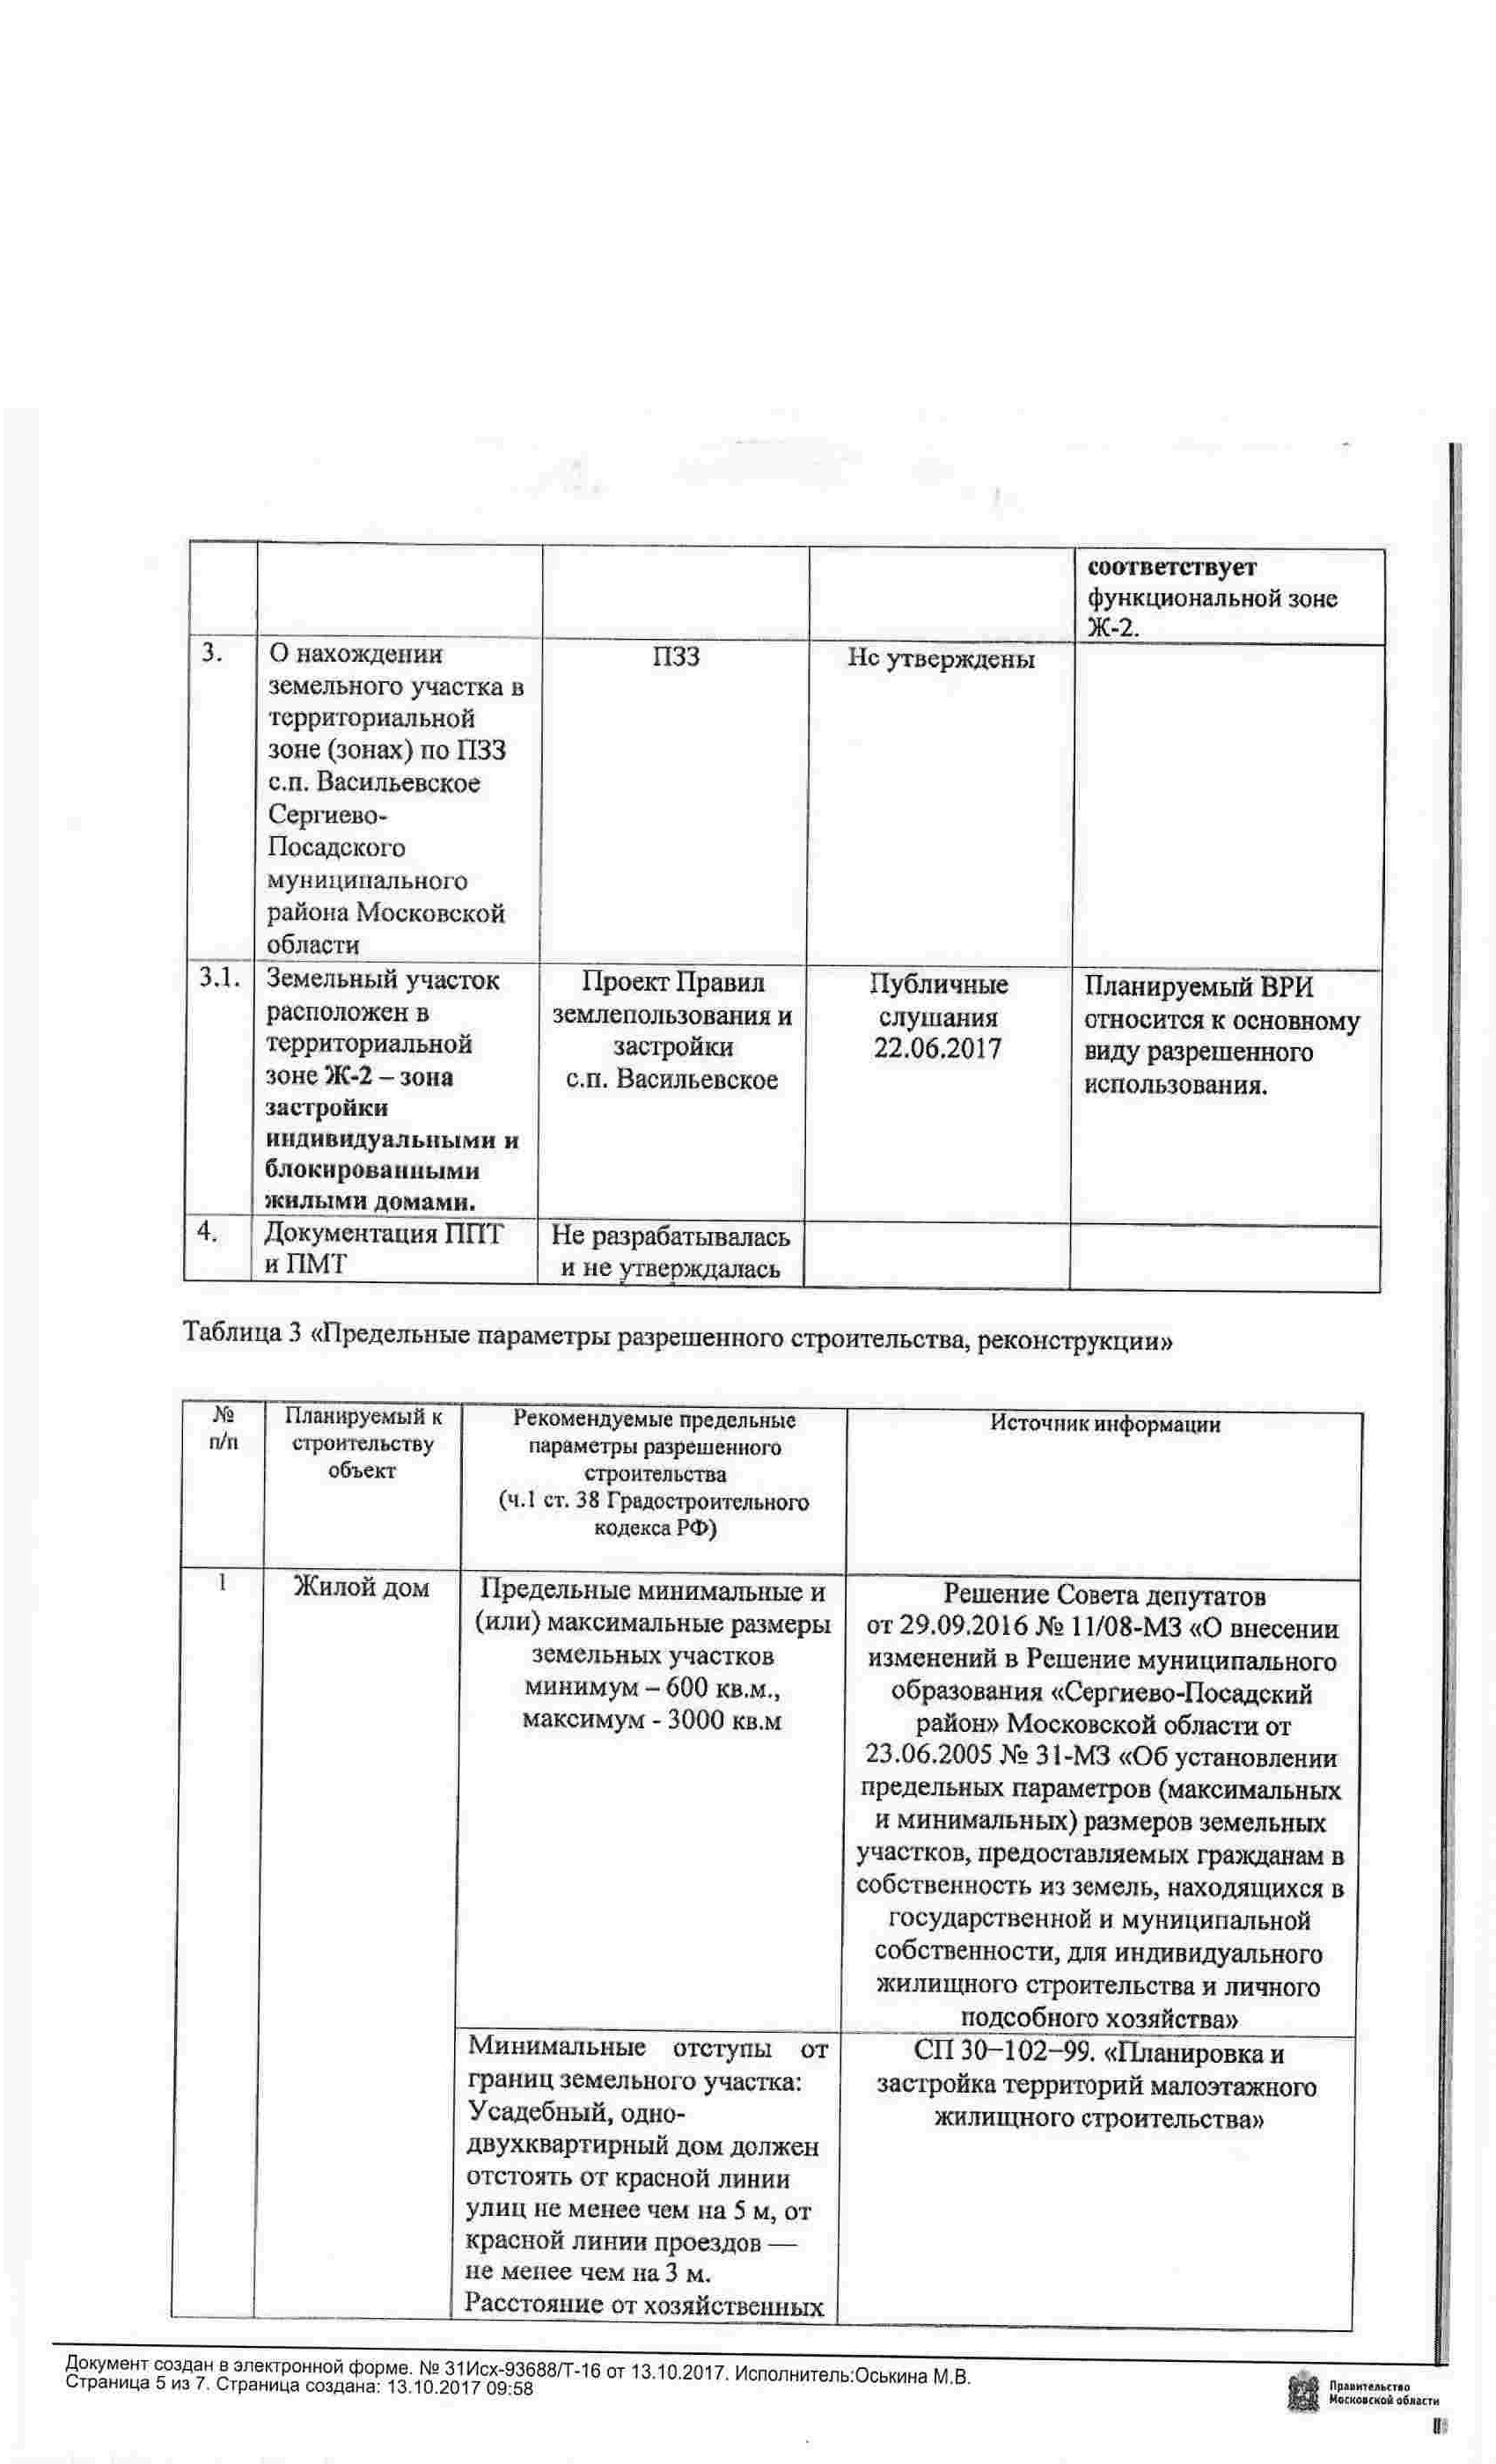 соответствует
функциональной зоне
Ж-2.
3.
О нахождении
земельного участка в
территориальной
зоне (зонах) по ПЗЗ
с.п. Васильевское
Сергиево-
Посадского
муниципального
района Московской
области
ПЗЗ
Не утверждены
3.1.
Земельный участок
расположен в
территориальной
зоне Ж-2 – зона
застройки
индивидуальными и
блокированными
жилыми домами.
Проект Правил
землепользования и
застройки
с.п. Васильевское
Публичные
слушания
22.06.2017
Планируемый ВРИ
относится к основному
виду разрешенного
использования.
4.
Документация ППТ
и ПМТ
Не разрабатывалась
и не утверждалась
Таблица 3 «Предельные параметры разрешенного строительства, реконструкции»
№
п/п
Планируемый к
строительству
объект
Рекомендуемые предельные
параметры разрешенного
строительства
(ч.1 ст. 38 Градостроительного
кодекса РФ)
Источник информации
1
Жилой дом
Предельные минимальные и
(или) максимальные размеры
земельных участков
минимум – 600 кв.м.,
максимум - 3000 кв.м
Решение Совета депутатов
от 29.09.2016 № 11/08-МЗ «О внесении
изменений в Решение муниципального
образования «Сергиево-Посадский
район» Московской области от
23.06.2005 № 31-МЗ «Об установлении
предельных параметров (максимальных
и минимальных) размеров земельных
участков, предоставляемых гражданам в
собственность из земель, находящихся в
государственной и муниципальной
собственности, для индивидуального
жилищного строительства и личного
подсобного хозяйства»
Минимальные отступы от
границ земельного участка:
Усадебный, одно-
двухквартирный дом должен
отстоять от красной линии
улиц не менее чем на 5 м, от
красной линии проездов —
не менее чем на 3 м.
Расстояние от хозяйственных
СП 30–102–99. «Планировка и
застройка территорий малоэтажного
жилищного строительства»
Документ создан в электронной форме. № 31Исх-93688/Т-16 от 13.10.2017. Исполнитель:Оськина М.В.
Страница 5 из 7. Страница создана: 13.10.2017 09:58
Правительство
Московской области